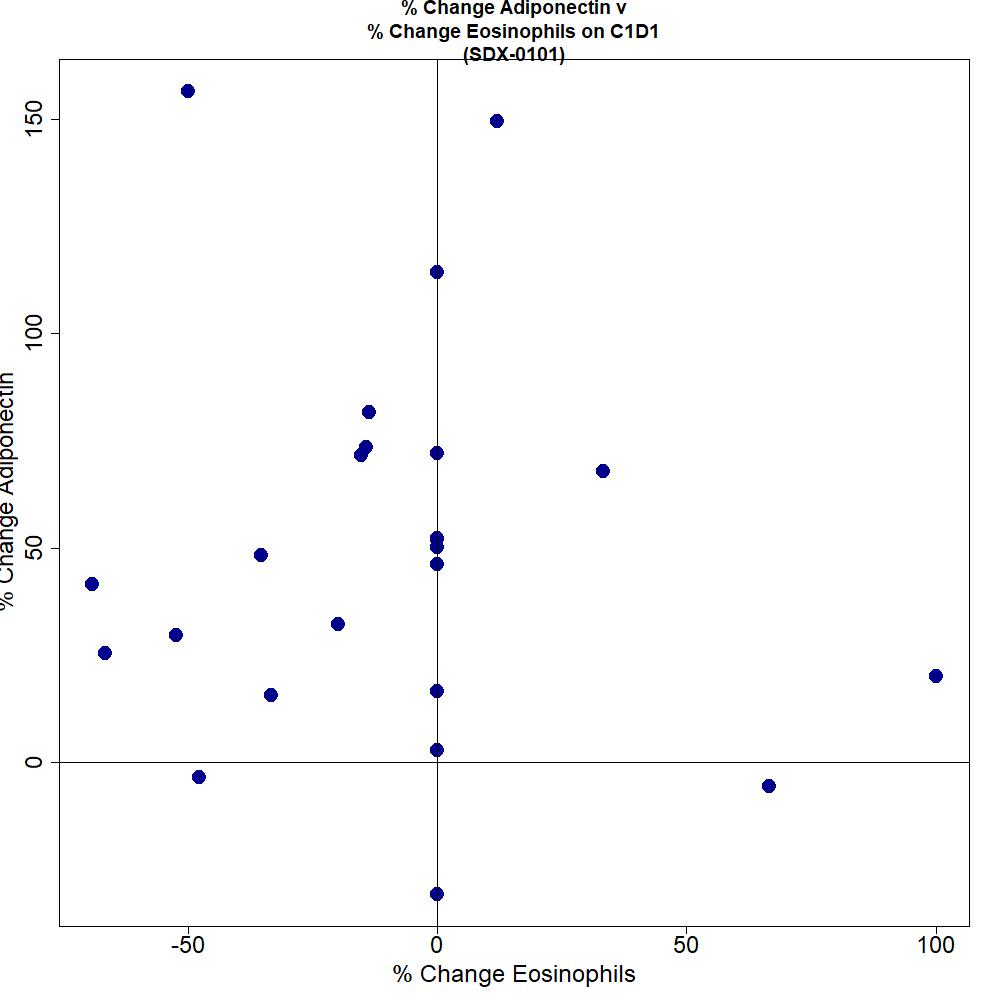 % Change Adiponectin v
% Change Eosinophils on C1D1
(SDX-0101)
150
100
50
0
% Change Adiponectin
-50
0
50
100
% Change Eosinophils